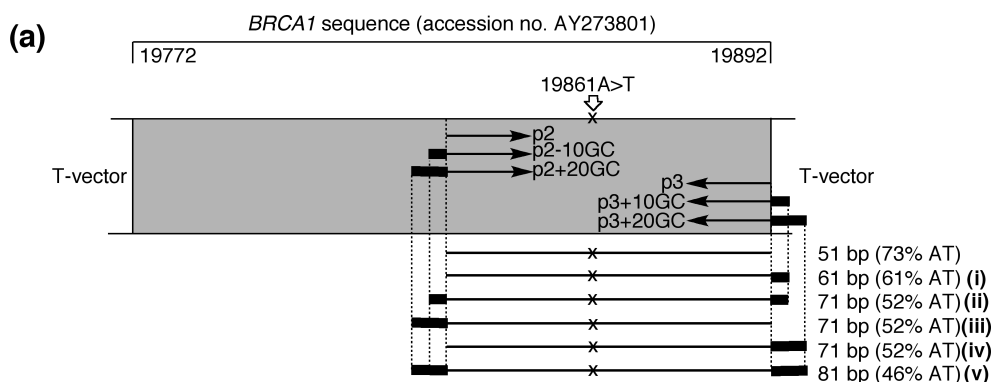 (a)
BRCA1 sequence (accession no. AY273801)
19772
19892
19861A>T
x
p2
p2-10GC
p2+20GC
T-vector
T-vector
p3
p3+10GC
p3+20GC
x 51 bp (73% AT)
x 61 bp (61% AT) (i)
x 71 bp (52% AT) (ii)
x 71 bp (52% AT)(iii)
x 71 bp (52% AT)(iv)
x 81 bp (46% AT) (v)